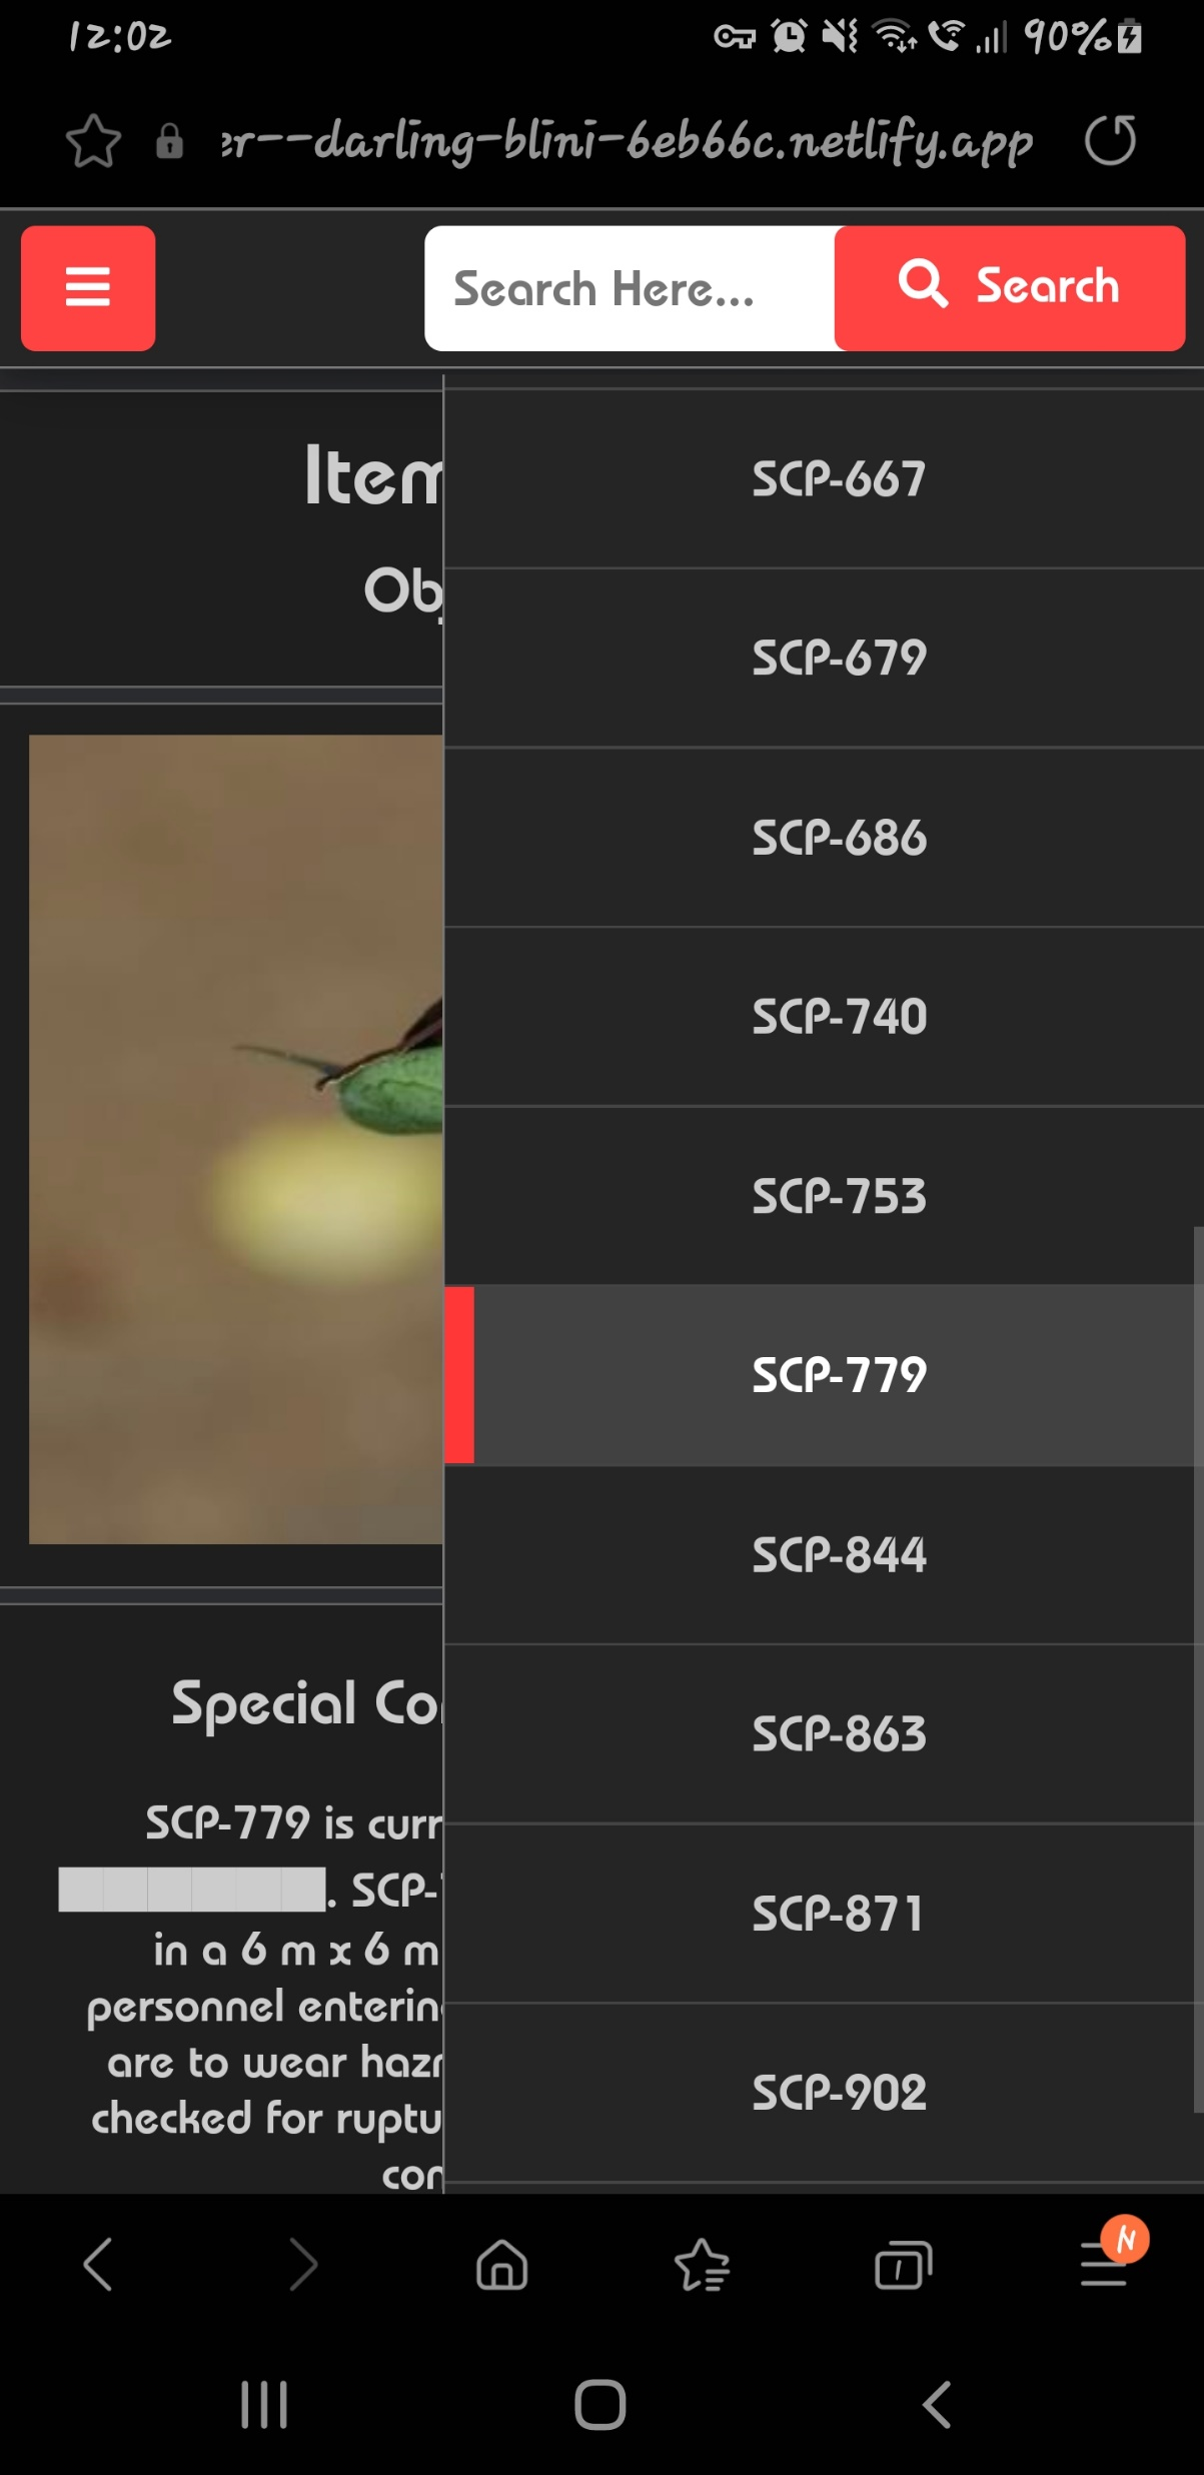 12:02
90%
er--darling-blini-6eb66c.netlify.app
Search Here...
Search
Item
Ob
Special Co
SCP-779 is curr
. SCP-
in a 6 m x 6 m
personnel enterin
are to wear haz
checked for ruptu
con
SCP-667
SCP-679
SCP-686
SCP-740
SCP-753
SCP-779
SCP-844
SCP-863
SCP-871
SCP-902
1
N